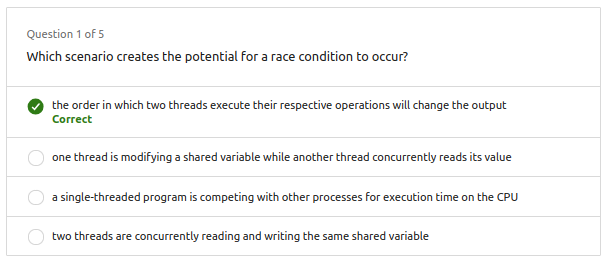 Question 1 of 5
Which scenario creates the potential for a race condition to occur?
the order in which two threads execute their respective operations will change the output
Correct
one thread is modifying a shared variable while another thread concurrently reads its value
a single-threaded program is competing with other processes for execution time on the CPU
two threads are concurrently reading and writing the same shared variable